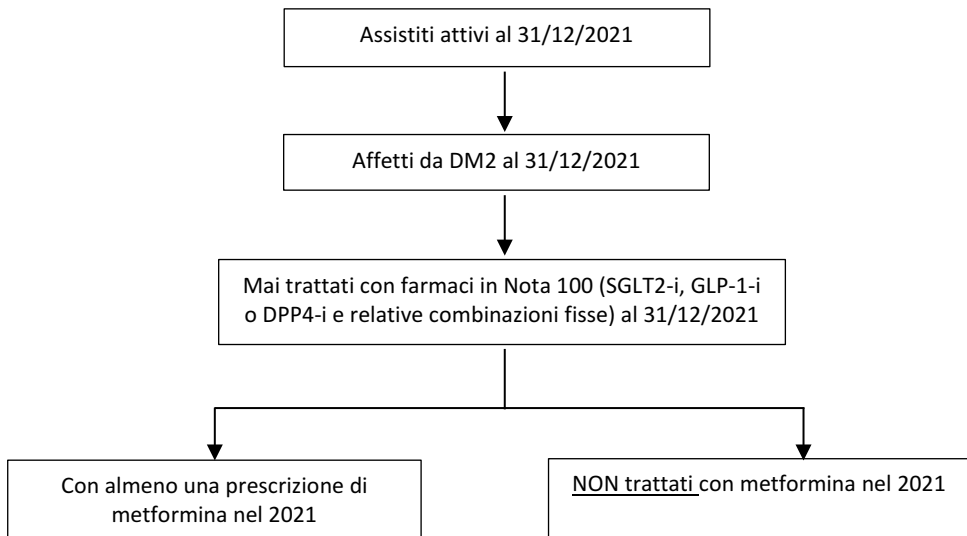 Assistiti attivi al 31/12/2021
Affetti da DM2 al 31/12/2021
Mai trattati con farmaci in Nota 100 (SGLT2-i, GLP-1-i
o DPP4-i e relative combinazioni fisse) al 31/12/2021
Con almeno una prescrizione di
metformina nel 2021
NON trattati con metformina nel 2021